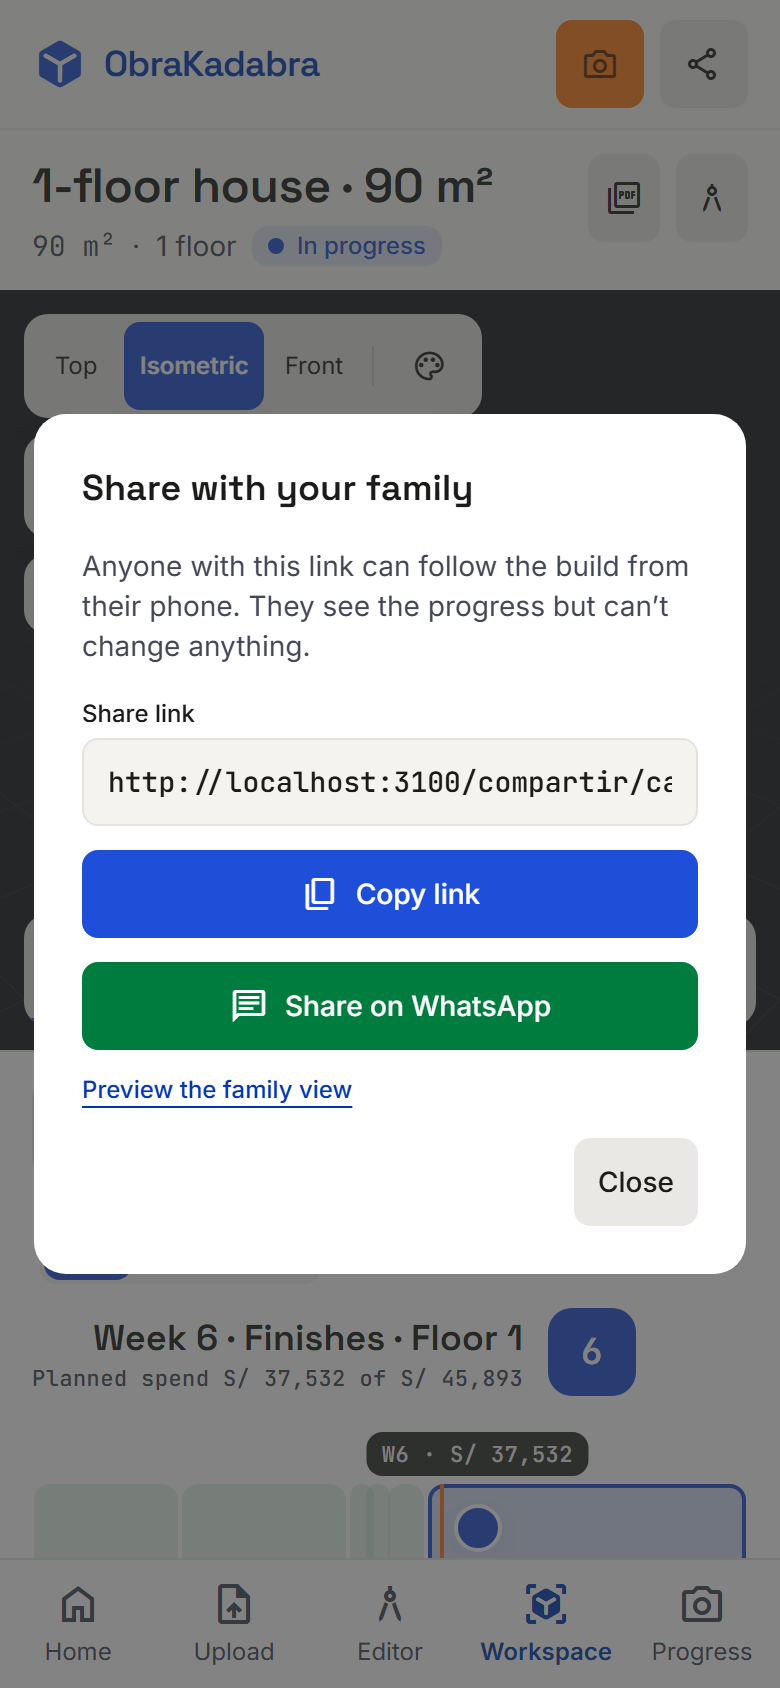 ObraKadabra
1-floor house · 90 m²
PDF
90 m² · 1 floor
In progress
Top
Isometric
Front
Share with your family
Anyone with this link can follow the build from
their phone. They see the progress but can’t
change anything.
Share link
http://localhost:3100/compartir/ca
Copy link
Share on WhatsApp
Preview the family view
Close
Week 6 · Finishes · Floor 1
6
Planned spend S/ 37,532 of S/ 45,893
W6 · S/ 37,532
Home
Upload
Editor
Workspace
Progress